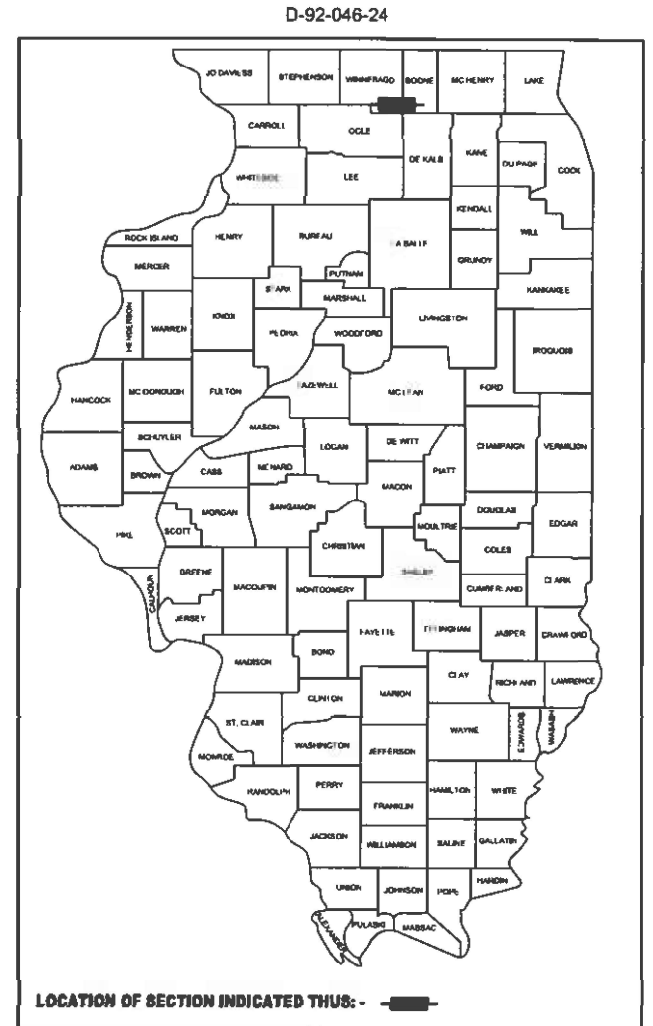 D-92-046-24
JO DAVIESS
STEPHENSON
WINNEBAGO
BOONE
MC HENRY
LAKE
CARROLL
OGLE
DE KALB
KANE
DU PAGE
COOK
WHITESIDE
LEE
KENDALL
WILL
ROCK ISLAND
HENRY
BUREAU
LA SALLE
GRUNDY
MERCER
PUTNAM
KANKAKEE
STARK
MARSHALL
HENDERSON
WARREN
KNOX
PEORIA
WOODFORD
LIVINGSTON
IROQUOIS
HANCOCK
MC DONOUGH
FULTON
TAZEWELL
MC LEAN
FORD
MASON
SCHUYLER
LOGAN
DE WITT
CHAMPAIGN
VERMILION
ADAMS
BROWN
CASS
MENARD
PIATT
MACON
MORGAN
SANGAMON
DOUGLAS
EDGAR
PIKE
SCOTT
MOULTRIE
CHRISTIAN
COLES
GREENE
MACOUPIN
MONTGOMERY
SHELBY
CUMBERLAND
CLARK
CALHOUN
JERSEY
FAYETTE
EFFINGHAM
JASPER
CRAWFORD
MADISON
BOND
CLAY
RICHLAND
LAWRENCE
CLINTON
MARION
ST. CLAIR
WAYNE
EDWARDS
WABASH
WASHINGTON
JEFFERSON
MONROE
RANDOLPH
PERRY
HAMILTON
WHITE
FRANKLIN
JACKSON
WILLIAMSON
SALINE
GALLATIN
UNION
JOHNSON
POPE
HARDIN
ALEXANDER
PULASKI
MASSAC
LOCATION OF SECTION INDICATED THUS: -